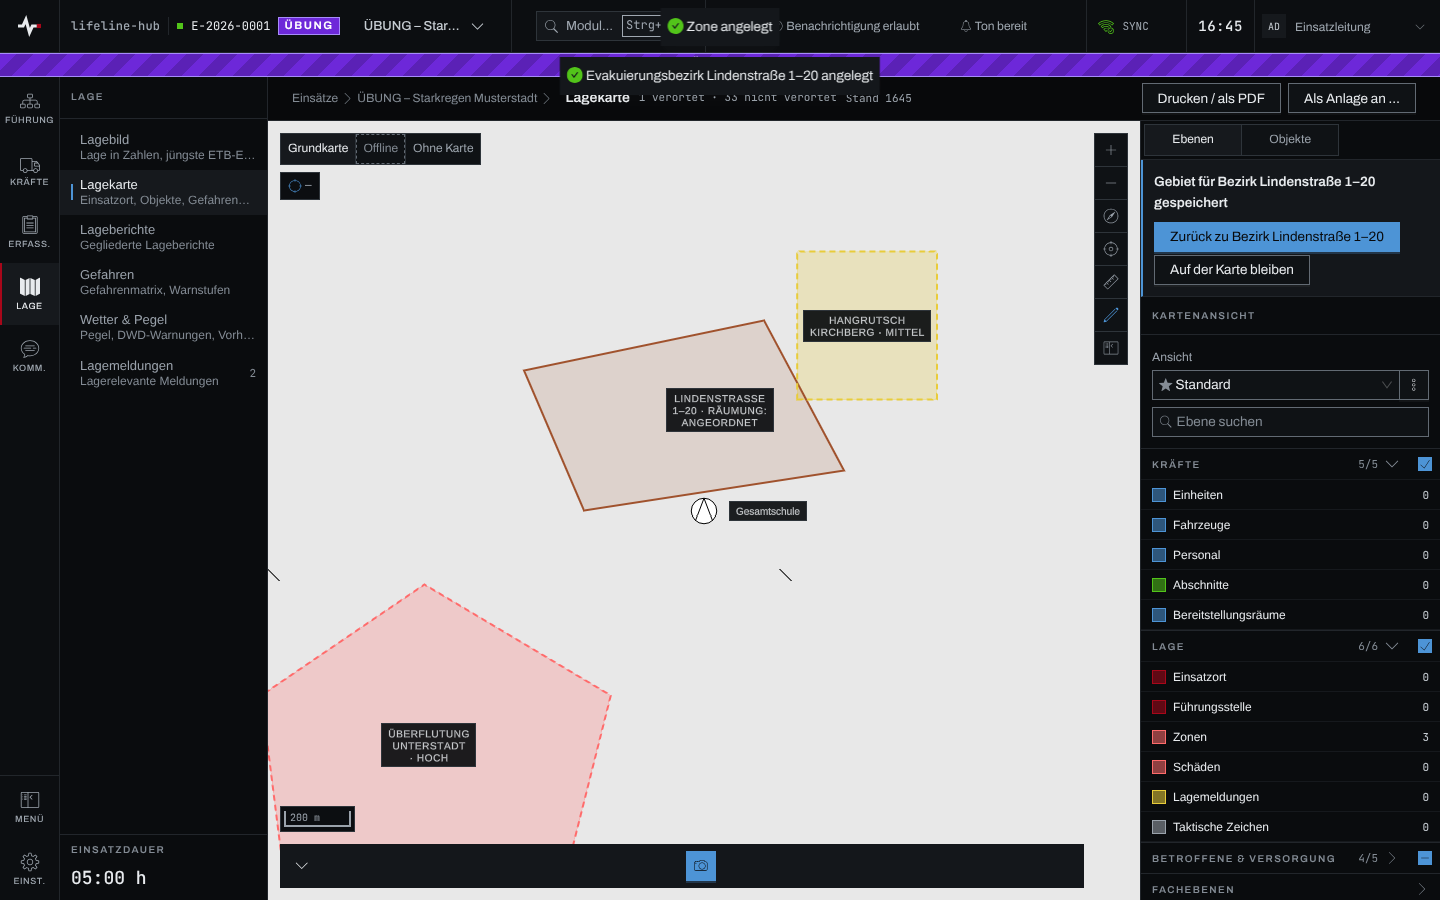 lifeline-hub
E-2026-0001
ÜBUNG
ÜBUNG – Star...
Modul...
Strg+
Zone angelegt
Benachrichtigung erlaubt
Ton bereit
SYNC
16:45
AD
Einsatzleitung
Evakuierungsbezirk Lindenstraße 1–20 angelegt
FÜHRUNG
KRÄFTE
ERFASS.
LAGE
KOMM.
MENÜ
EINST.
LAGE
Lagebild
Lage in Zahlen, jüngste ETB-E...
Lagekarte
Einsatzort, Objekte, Gefahren...
Lageberichte
Gegliederte Lageberichte
Gefahren
Gefahrenmatrix, Warnstufen
Wetter & Pegel
Pegel, DWD-Warnungen, Vorh...
Lagemeldungen
Lagerelevante Meldungen
2
EINSATZDAUER
05:00 h
Einsätze
ÜBUNG – Starkregen Musterstadt
Lagekarte
1 verortet · 33 nicht verortet
Stand 1645
Drucken / als PDF
Als Anlage an ...
Grundkarte
Offline
Ohne Karte
–
HANGRUTSCH
KIRCHBERG · MITTEL
LINDENSTRASSE
1–20 · RÄUMUNG:
ANGEORDNET
Gesamtschule
ÜBERFLUTUNG
UNTERSTADT
· HOCH
200 m
Ebenen
Objekte
Gebiet für Bezirk Lindenstraße 1–20
gespeichert
Zurück zu Bezirk Lindenstraße 1–20
Auf der Karte bleiben
KARTENANSICHT
Ansicht
Standard
Ebene suchen
KRÄFTE 5/5
Einheiten 0
Fahrzeuge 0
Personal 0
Abschnitte 0
Bereitstellungsräume 0
LAGE 6/6
Einsatzort 0
Führungsstelle 0
Zonen 3
Schäden 0
Lagemeldungen 0
Taktische Zeichen 0
BETROFFENE & VERSORGUNG 4/5
FACHEBENEN